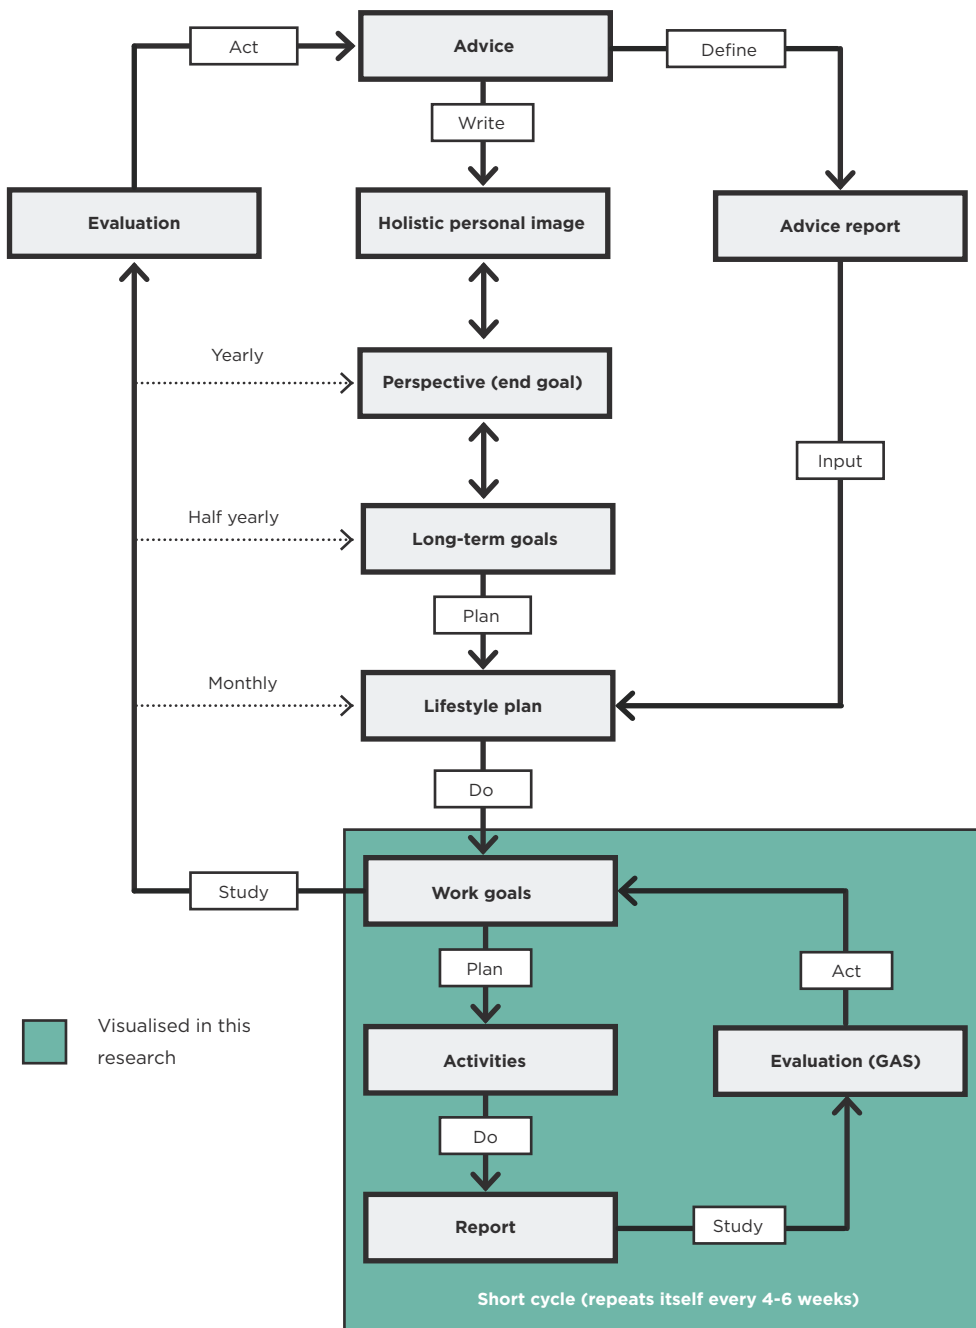 Act
Advice
Define
Write
Evaluation
Holistic personal image
Advice report
Yearly
Perspective (end goal)
Input
Half yearly
Long-term goals
Plan
Monthly
Lifestyle plan
Do
Study
Work goals
Plan
Act
Visualised in this
research
Activities
Evaluation (GAS)
Do
Report
Study
Short cycle (repeats itself every 4-6 weeks)